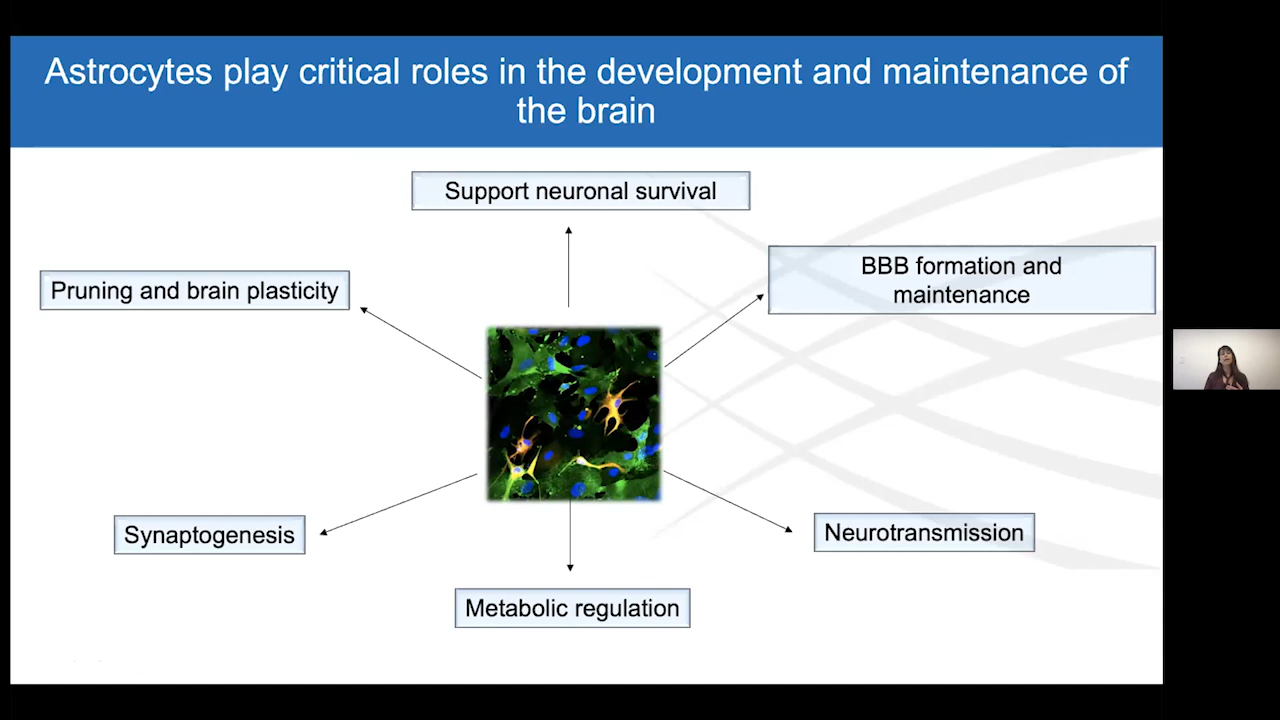 Astrocytes play critical roles in the development and maintenance of
the brain
Support neuronal survival
BBB formation and
maintenance
Pruning and brain plasticity
Synaptogenesis
Neurotransmission
Metabolic regulation